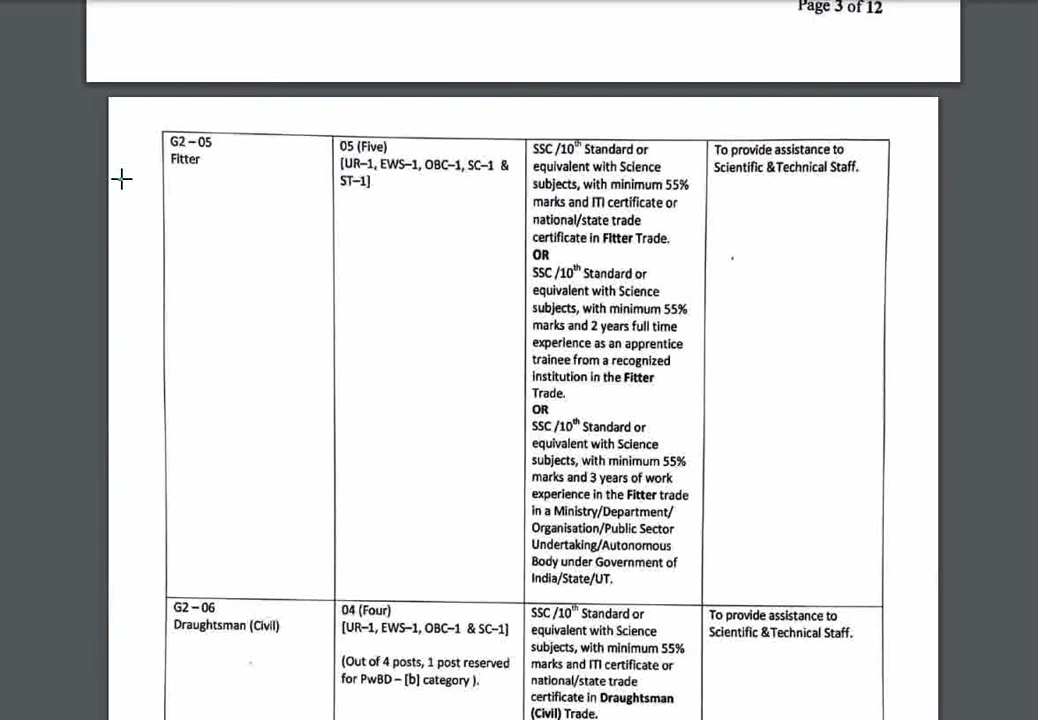 Page 3 of 12
G2 – 05
Fitter
05 (Five)
[UR–1, EWS–1, OBC–1, SC–1 &
ST–1]
SSC /10th Standard or
equivalent with Science
subjects, with minimum 55%
marks and ITI certificate or
national/state trade
certificate in Fitter Trade.
OR
SSC /10th Standard or
equivalent with Science
subjects, with minimum 55%
marks and 2 years full time
experience as an apprentice
trainee from a recognized
institution in the Fitter
Trade.
OR
SSC /10th Standard or
equivalent with Science
subjects, with minimum 55%
marks and 3 years of work
experience in the Fitter trade
in a Ministry/Department/
Organisation/Public Sector
Undertaking/Autonomous
Body under Government of
India/State/UT.
To provide assistance to
Scientific &Technical Staff.
G2 – 06
Draughtsman (Civil)
04 (Four)
[UR–1, EWS–1, OBC–1 & SC–1]
(Out of 4 posts, 1 post reserved
for PwBD – [b] category ).
SSC /10th Standard or
equivalent with Science
subjects, with minimum 55%
marks and ITI certificate or
national/state trade
certificate in Draughtsman
(Civil) Trade.
To provide assistance to
Scientific &Technical Staff.